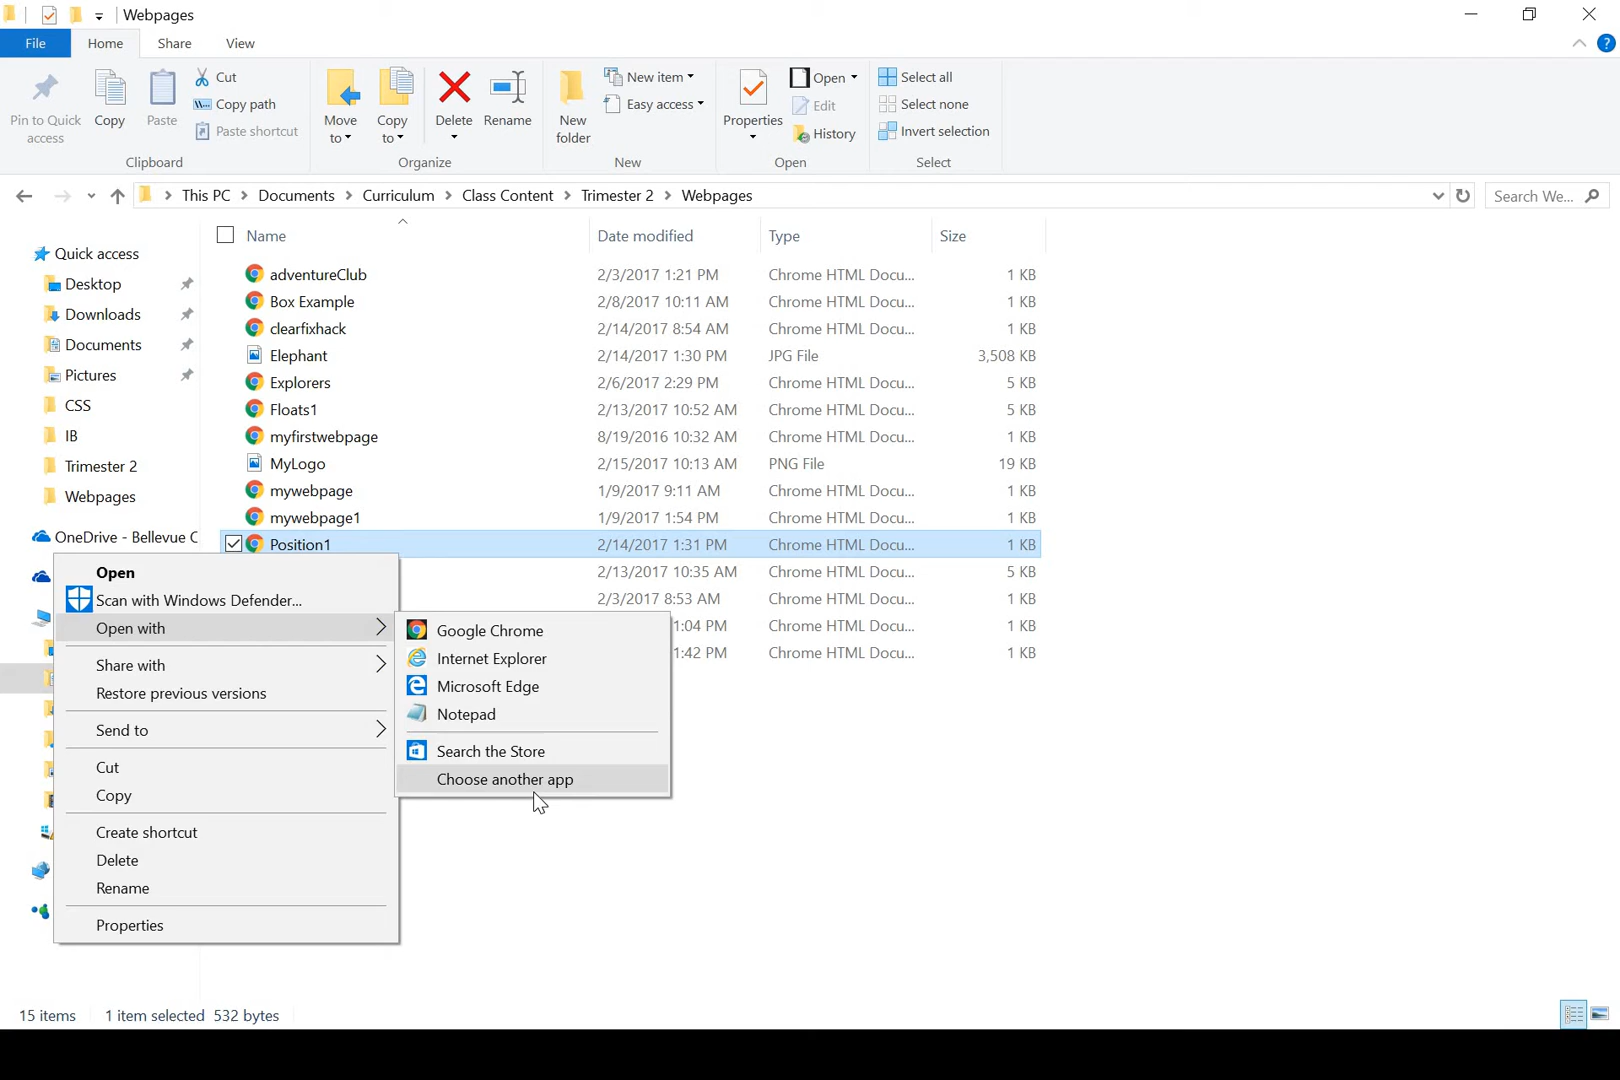 Webpages
File Home Share View
Pin to Quick access
Copy
Paste
Cut
Copy path
Paste shortcut
Clipboard
Move to
Copy to
Delete
Rename
Organize
New folder
New item
Easy access
New
Properties
Open
Edit
History
Open
Select all
Select none
Invert selection
Select
This PC Documents Curriculum Class Content Trimester 2 Webpages
Search We...
Name Date modified Type Size
Quick access
Desktop
Downloads
Documents
Pictures
CSS
IB
Trimester 2
Webpages
OneDrive - Bellevue C
adventureClub 2/3/2017 1:21 PM Chrome HTML Docu... 1 KB
Box Example 2/8/2017 10:11 AM Chrome HTML Docu... 1 KB
clearfixhack 2/14/2017 8:54 AM Chrome HTML Docu... 1 KB
Elephant 2/14/2017 1:30 PM JPG File 3,508 KB
Explorers 2/6/2017 2:29 PM Chrome HTML Docu... 5 KB
Floats1 2/13/2017 10:52 AM Chrome HTML Docu... 5 KB
myfirstwebpage 8/19/2016 10:32 AM Chrome HTML Docu... 1 KB
MyLogo 2/15/2017 10:13 AM PNG File 19 KB
mywebpage 1/9/2017 9:11 AM Chrome HTML Docu... 1 KB
mywebpage1 1/9/2017 1:54 PM Chrome HTML Docu... 1 KB
Position1 2/14/2017 1:31 PM Chrome HTML Docu... 1 KB
2/13/2017 10:35 AM Chrome HTML Docu... 5 KB
2/3/2017 8:53 AM Chrome HTML Docu... 1 KB
1:04 PM Chrome HTML Docu... 1 KB
1:42 PM Chrome HTML Docu... 1 KB
Open
Scan with Windows Defender...
Open with
Share with
Restore previous versions
Send to
Cut
Copy
Create shortcut
Delete
Rename
Properties
Google Chrome
Internet Explorer
Microsoft Edge
Notepad
Search the Store
Choose another app
15 items 1 item selected 532 bytes